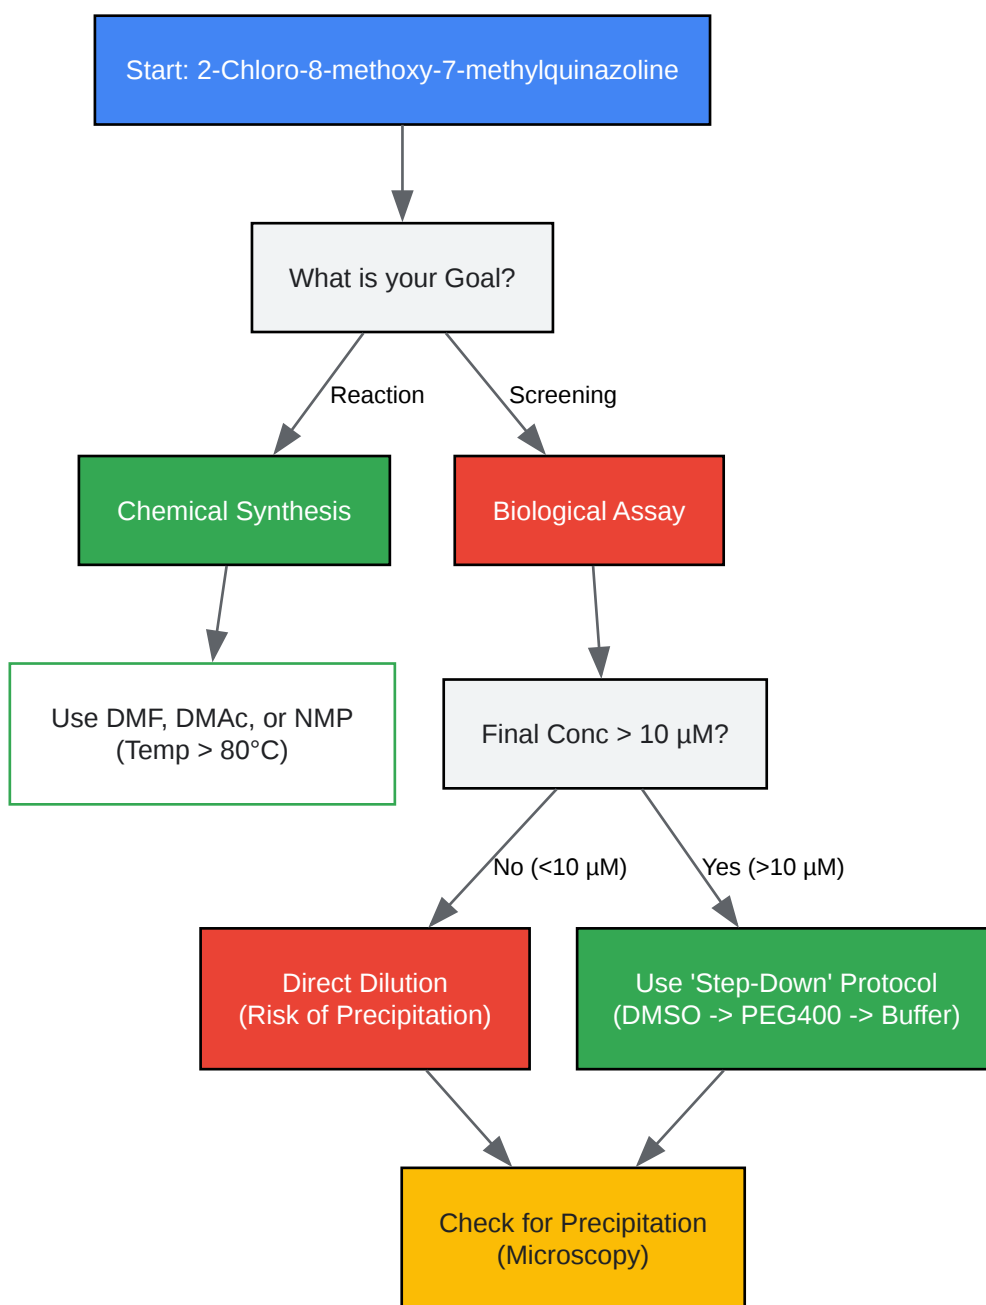 Start: 2-Chloro-8-methoxy-7-methylquinazoline
What is your Goal?
Reaction
Screening
Chemical Synthesis
Biological Assay
Use DMF, DMAc, or NMP
(Temp > 80°C)
Final Conc > 10 µM?
No (<10 µM)
Yes (>10 µM)
Direct Dilution
(Risk of Precipitation)
Use 'Step-Down' Protocol
(DMSO -> PEG400 -> Buffer)
Check for Precipitation
(Microscopy)